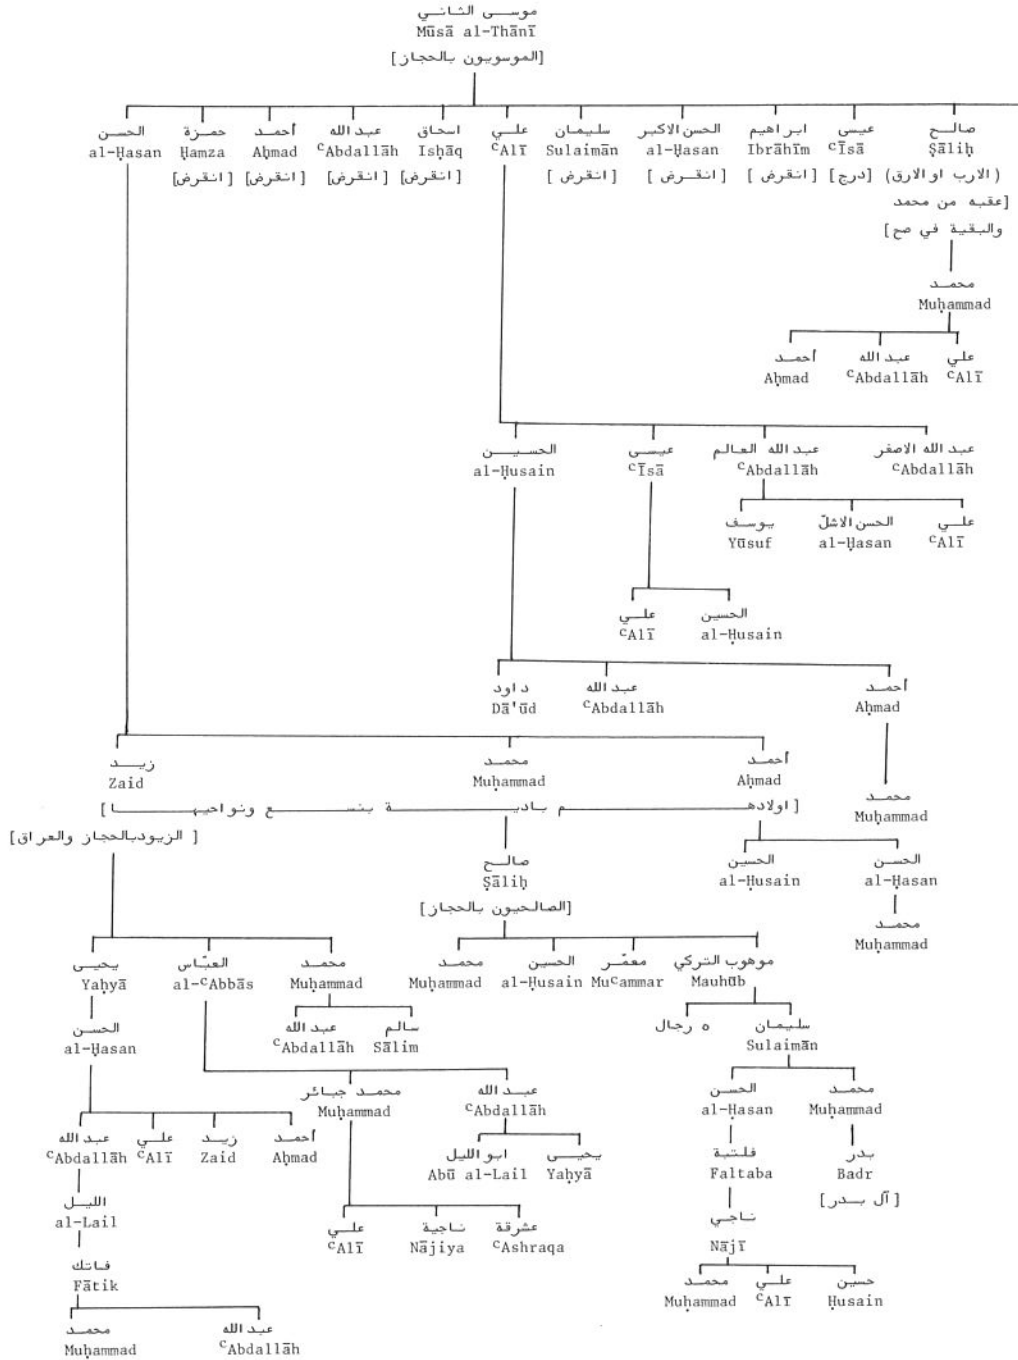 موسى الثاني
Mūsā al-Thānī
[الموسويون بالحجاز]
الحسن حمزة أحمد عبد الله اسحاق علي سليمان الحسن الاكبر ابراهيم عيسى صالح
al-Ḥasan Ḥamza Aḥmad ᶜAbdallāh Isḥāq ᶜAlī Sulaimān al-Ḥasan Ibrāhīm ᶜĪsā Ṣāliḥ
[انقرض] [انقرض] [انقرض] [انقرض] [انقرض] [انقرض] [انقرض] [درج] (الارب او الارق)
[عقبه من محمد
والبقية في صح]
محمد
Muḥammad
أحمد عبد الله علي
Aḥmad ᶜAbdallāh ᶜAlī
الحسين عيسى عبد الله العالم عبد الله الاصغر
al-Ḥusain ᶜĪsā ᶜAbdallāh ᶜAbdallāh
يوسف الحسن الاشلّ علي
Yūsuf al-Ḥasan ᶜAlī
علي الحسين
ᶜAlī al-Ḥusain
داود عبد الله أحمد
Dā'ūd ᶜAbdallāh Aḥmad
زيد محمد أحمد
Zaid Muḥammad Aḥmad
محمد
Muḥammad
[اولادهم بادية بنسع ونواحيها]
[الزيود بالحجاز والعراق]
صالح الحسين الحسن
Ṣāliḥ al-Ḥusain al-Ḥasan
[الصالحيون بالحجاز]
محمد
Muḥammad
يحيى العبّاس محمد محمد الحسين معمّر موهوب التركي
Yaḥyā al-ᶜAbbās Muḥammad Muḥammad al-Ḥusain Muᶜammar Mauhūb
الحسن عبد الله سالم ٥ رجال سليمان
al-Ḥasan ᶜAbdallāh Sālim Sulaimān
محمد جبائر عبد الله الحسن محمد
Muḥammad ᶜAbdallāh al-Ḥasan Muḥammad
عبد الله علي زيد أحمد ابو الليل يحيى فلتبة بدر
ᶜAbdallāh ᶜAlī Zaid Aḥmad Abū al-Lail Yaḥyā Faltaba Badr
[آل بدر]
الليل علي ناجية عشرقة ناجي
al-Lail ᶜAlī Nājiya ᶜAshraqa Nājī
فاتك محمد علي حسين
Fātik Muḥammad ᶜAlī Ḥusain
محمد عبد الله
Muḥammad ᶜAbdallāh